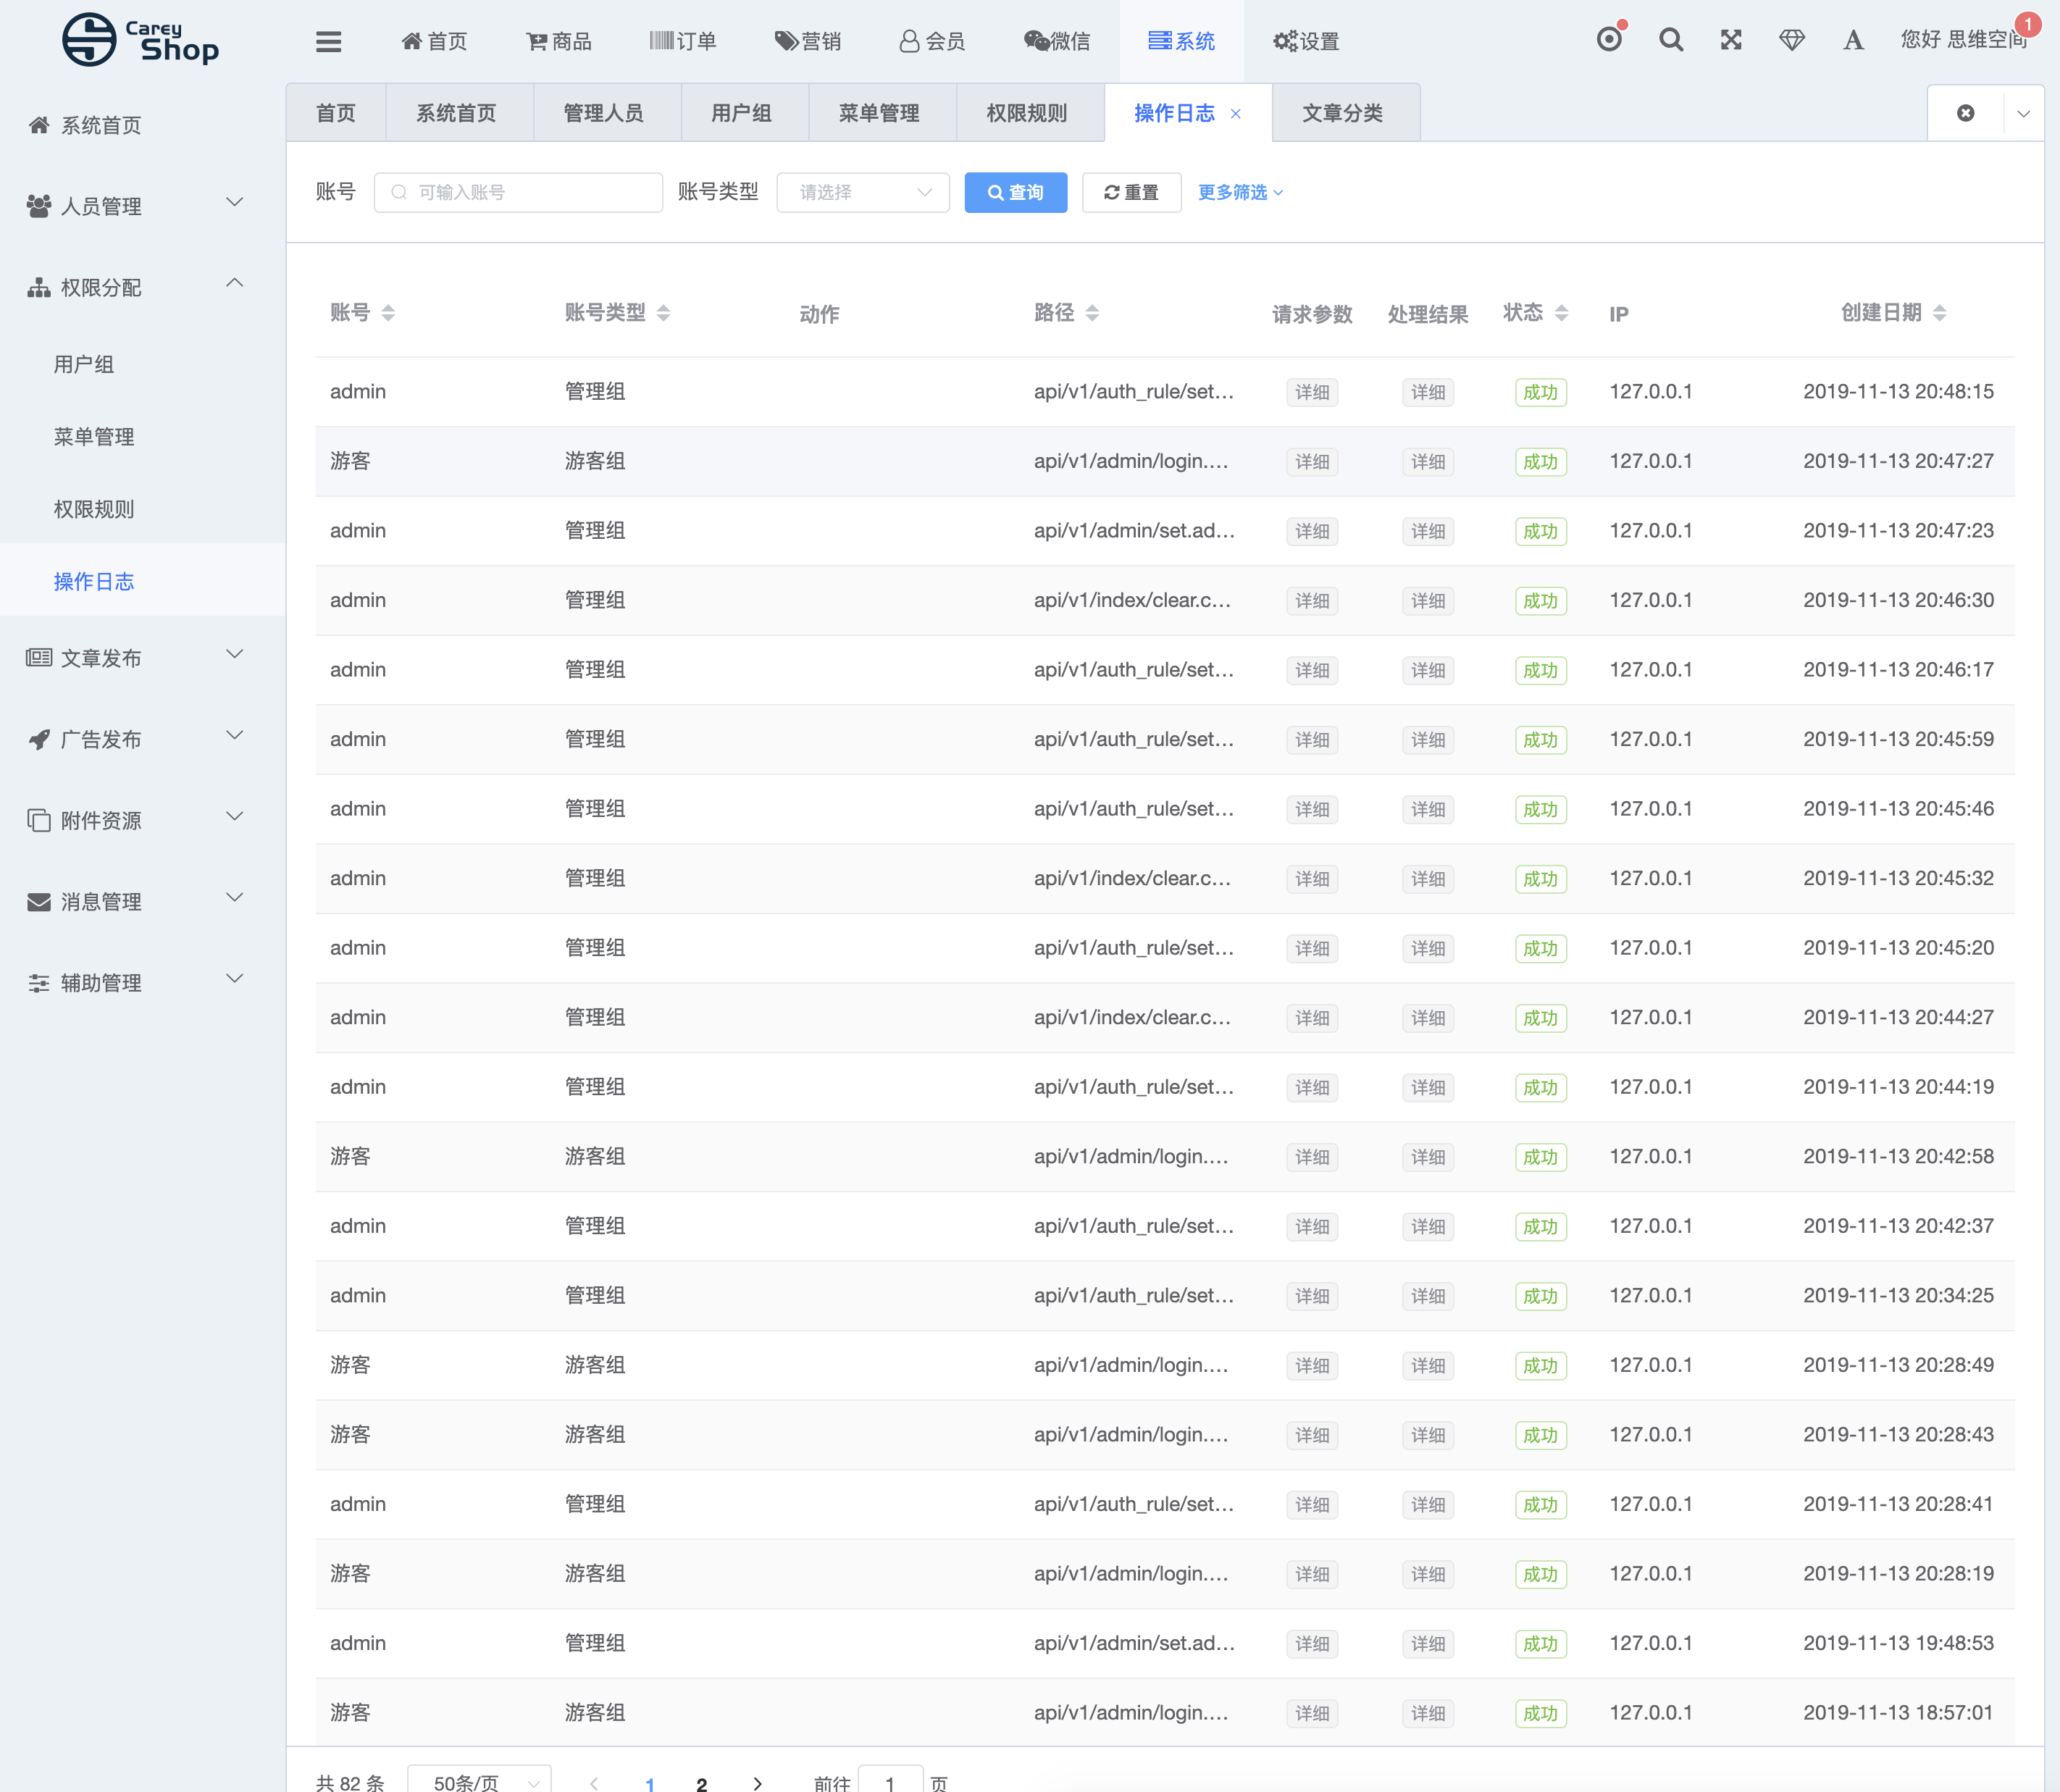 Carey Shop
首页 商品 订单 营销 会员 微信 系统 设置 A 您好 思维空间 1
首页 系统首页 管理人员 用户组 菜单管理 权限规则 操作日志 文章分类
系统首页
人员管理
权限分配
用户组
菜单管理
权限规则
操作日志
文章发布
广告发布
附件资源
消息管理
辅助管理
账号 可输入账号 账号类型 请选择 查询 重置 更多筛选
账号 账号类型 动作 路径 请求参数 处理结果 状态 IP 创建日期
admin 管理组 api/v1/auth_rule/set... 详细 详细 成功 127.0.0.1 2019-11-13 20:48:15
游客 游客组 api/v1/admin/login.... 详细 详细 成功 127.0.0.1 2019-11-13 20:47:27
admin 管理组 api/v1/admin/set.ad... 详细 详细 成功 127.0.0.1 2019-11-13 20:47:23
admin 管理组 api/v1/index/clear.c... 详细 详细 成功 127.0.0.1 2019-11-13 20:46:30
admin 管理组 api/v1/auth_rule/set... 详细 详细 成功 127.0.0.1 2019-11-13 20:46:17
admin 管理组 api/v1/auth_rule/set... 详细 详细 成功 127.0.0.1 2019-11-13 20:45:59
admin 管理组 api/v1/auth_rule/set... 详细 详细 成功 127.0.0.1 2019-11-13 20:45:46
admin 管理组 api/v1/index/clear.c... 详细 详细 成功 127.0.0.1 2019-11-13 20:45:32
admin 管理组 api/v1/auth_rule/set... 详细 详细 成功 127.0.0.1 2019-11-13 20:45:20
admin 管理组 api/v1/index/clear.c... 详细 详细 成功 127.0.0.1 2019-11-13 20:44:27
admin 管理组 api/v1/auth_rule/set... 详细 详细 成功 127.0.0.1 2019-11-13 20:44:19
游客 游客组 api/v1/admin/login.... 详细 详细 成功 127.0.0.1 2019-11-13 20:42:58
admin 管理组 api/v1/auth_rule/set... 详细 详细 成功 127.0.0.1 2019-11-13 20:42:37
admin 管理组 api/v1/auth_rule/set... 详细 详细 成功 127.0.0.1 2019-11-13 20:34:25
游客 游客组 api/v1/admin/login.... 详细 详细 成功 127.0.0.1 2019-11-13 20:28:49
游客 游客组 api/v1/admin/login.... 详细 详细 成功 127.0.0.1 2019-11-13 20:28:43
admin 管理组 api/v1/auth_rule/set... 详细 详细 成功 127.0.0.1 2019-11-13 20:28:41
游客 游客组 api/v1/admin/login.... 详细 详细 成功 127.0.0.1 2019-11-13 20:28:19
admin 管理组 api/v1/admin/set.ad... 详细 详细 成功 127.0.0.1 2019-11-13 19:48:53
游客 游客组 api/v1/admin/login.... 详细 详细 成功 127.0.0.1 2019-11-13 18:57:01
共 82 条 50条/页 1 2 前往 1 页